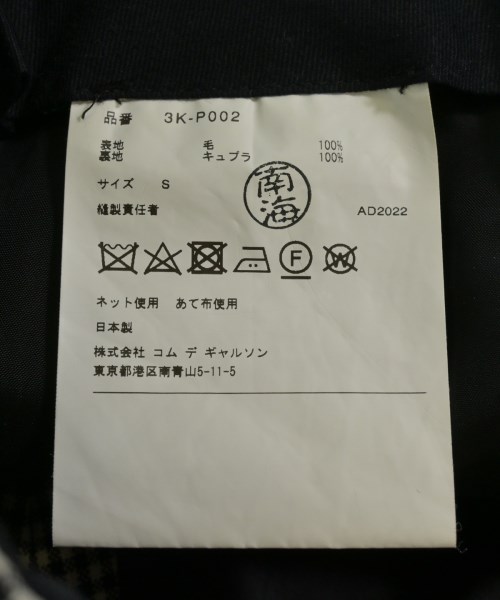 品番 3K-P002
表地 毛 100%
裏地 キュプラ 100%
サイズ S
南海
縫製責任者
AD2022
F
W
ネット使用 あて布使用
日本製
株式会社 コム デ ギャルソン
東京都港区南青山5-11-5